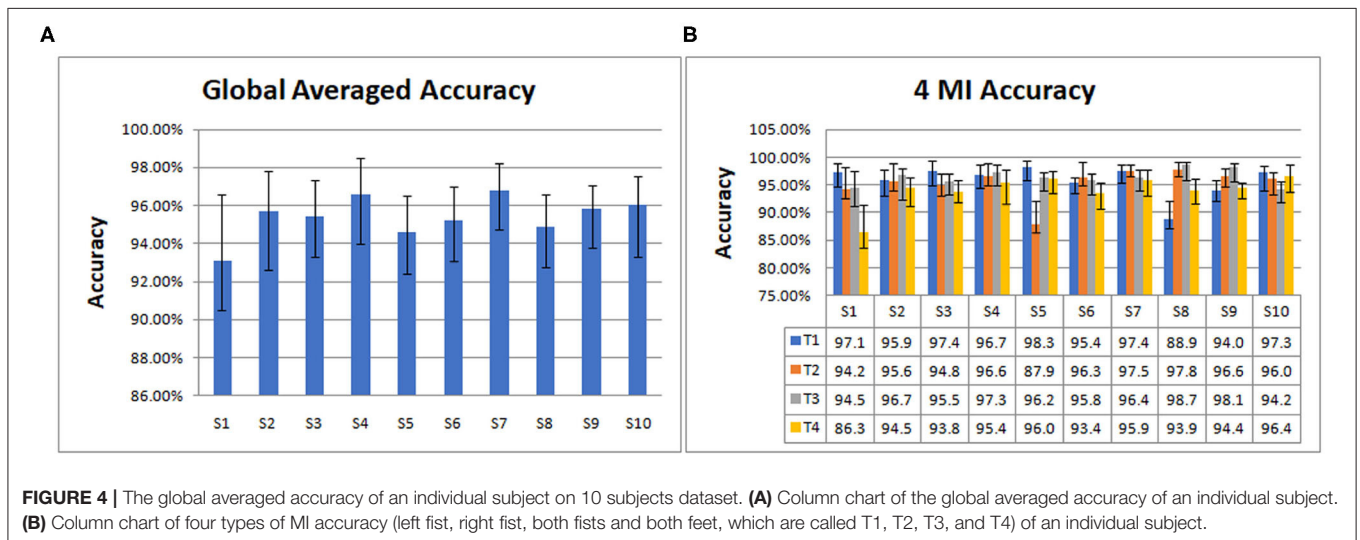 A
B
Global Averaged Accuracy
Accuracy
100.00%
98.00%
96.00%
94.00%
92.00%
90.00%
88.00%
86.00%
S1 S2 S3 S4 S5 S6 S7 S8 S9 S10
4 MI Accuracy
Accuracy
105.00%
100.00%
95.00%
90.00%
85.00%
80.00%
75.00%
S1 S2 S3 S4 S5 S6 S7 S8 S9 S10
T1 97.1 95.9 97.4 96.7 98.3 95.4 97.4 88.9 94.0 97.3
T2 94.2 95.6 94.8 96.6 87.9 96.3 97.5 97.8 96.6 96.0
T3 94.5 96.7 95.5 97.3 96.2 95.8 96.4 98.7 98.1 94.2
T4 86.3 94.5 93.8 95.4 96.0 93.4 95.9 93.9 94.4 96.4
FIGURE 4 | The global averaged accuracy of an individual subject on 10 subjects dataset. (A) Column chart of the global averaged accuracy of an individual subject.
(B) Column chart of four types of MI accuracy (left fist, right fist, both fists and both feet, which are called T1, T2, T3, and T4) of an individual subject.